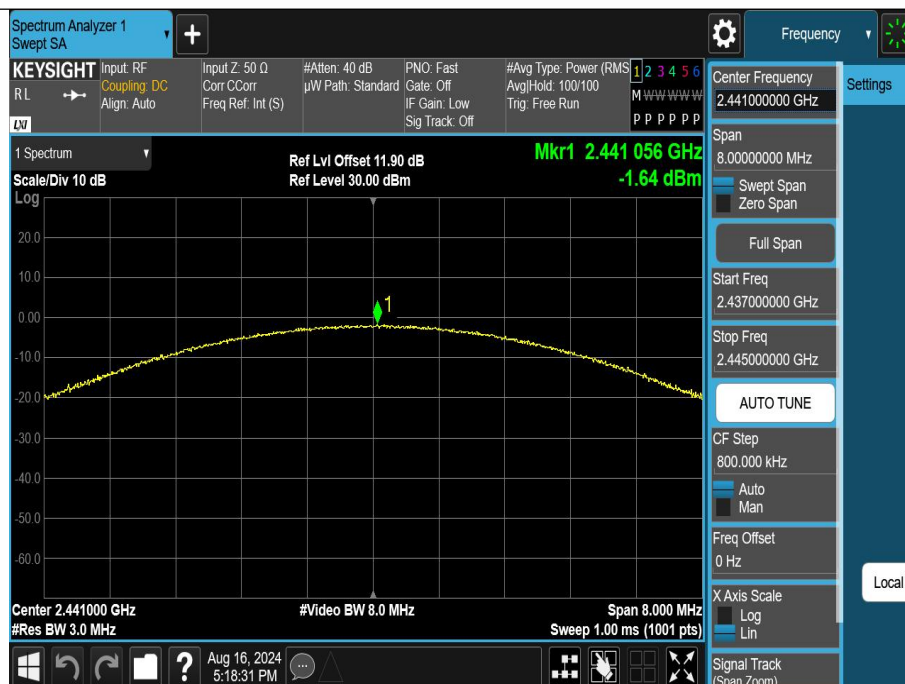 Spectrum Analyzer 1
Swept SA
+
Frequency
KEYSIGHT
R L
LXI
Input: RF
Coupling: DC
Align: Auto
Input Z: 50 Ω
Corr CCorr
Freq Ref: Int (S)
#Atten: 40 dB
µW Path: Standard
PNO: Fast
Gate: Off
IF Gain: Low
Sig Track: Off
#Avg Type: Power (RMS
Avg|Hold: 100/100
Trig: Free Run
1 2 3 4 5 6
M W W W W W
P P P P P P
1 Spectrum
Scale/Div 10 dB
Log
Ref Lvl Offset 11.90 dB
Ref Level 30.00 dBm
Mkr1 2.441 056 GHz
-1.64 dBm
20.0
10.0
0.00
-10.0
-20.0
-30.0
-40.0
-50.0
-60.0
1
Center 2.441000 GHz
#Res BW 3.0 MHz
#Video BW 8.0 MHz
Span 8.000 MHz
Sweep 1.00 ms (1001 pts)
?
Aug 16, 2024
5:18:31 PM
Center Frequency
2.441000000 GHz
Span
8.00000000 MHz
Swept Span
Zero Span
Full Span
Start Freq
2.437000000 GHz
Stop Freq
2.445000000 GHz
AUTO TUNE
CF Step
800.000 kHz
Auto
Man
Freq Offset
0 Hz
X Axis Scale
Log
Lin
Signal Track
(Span Zoom)
Settings
Local